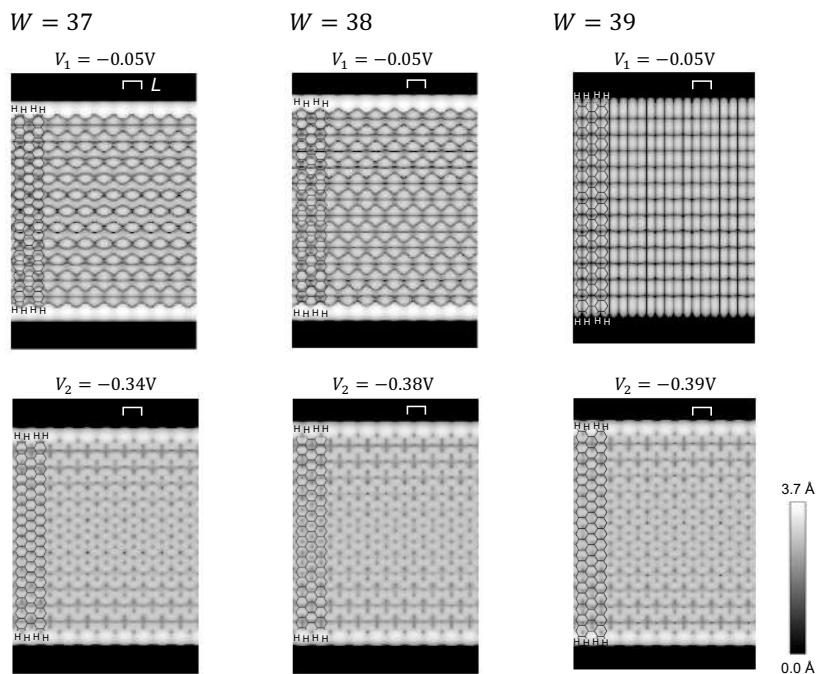 W = 37
W = 38
W = 39
V₁ = −0.05V
V₁ = −0.05V
V₁ = −0.05V
L
H H H H
H H H H
H H H H
H H H H
H H H H
H H H H
V₂ = −0.34V
V₂ = −0.38V
V₂ = −0.39V
H H H H
H H H H
H H H H
3.7 Å
H H H H
H H H H
H H H H
0.0 Å